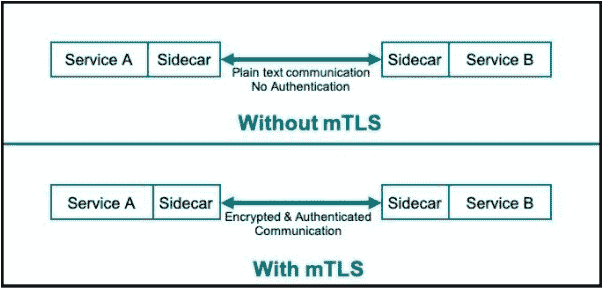 Service A Sidecar Sidecar Service B
Plain text communication
No Authentication
Without mTLS
Service A Sidecar Sidecar Service B
Encrypted & Authenticated
Communication
With mTLS